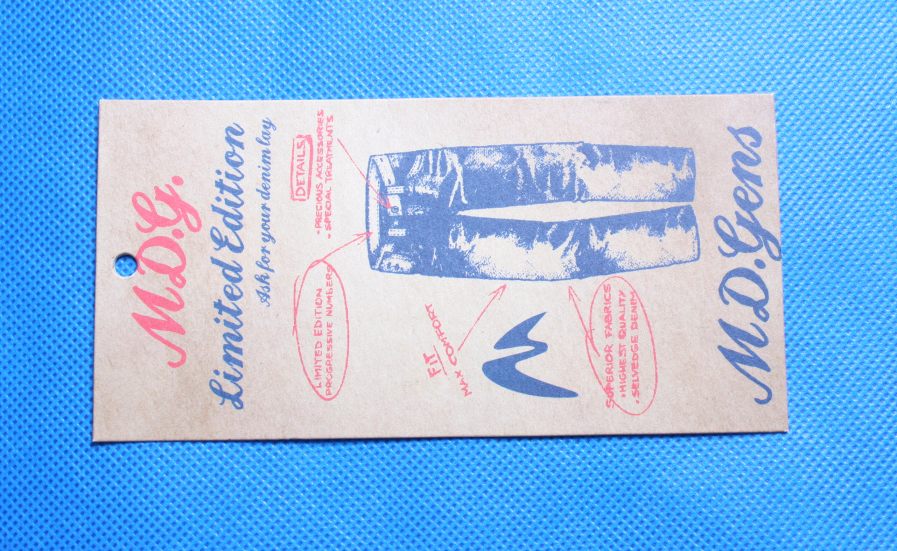 M.D.G.
Limited Edition
Ask for your denim lay
DETAILS
• PRECIOUS ACCESSORIES
• SPECIAL TREATMENTS
LIMITED EDITION
PROGRESSIVE NUMBERS
FIT
MAX COMFORT
SUPERIOR FABRICS
• HIGHEST QUALITY
• SELVEDGE DENIM
M.D.Gens